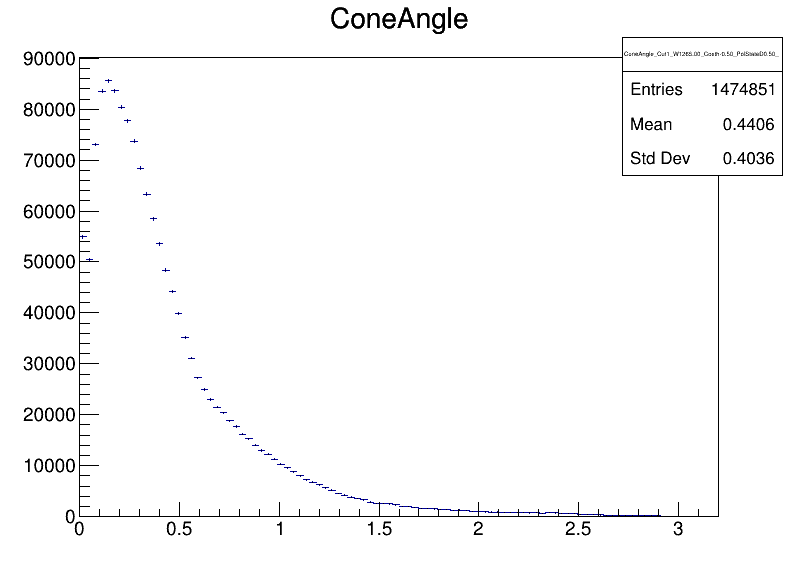 ConeAngle
ConeAngle_Cut1_W1265.00_Costh-0.50_PolStateD0.50_
Entries 1474851
Mean 0.4406
Std Dev 0.4036
90000
80000
70000
60000
50000
40000
30000
20000
10000
0
0 0.5 1 1.5 2 2.5 3